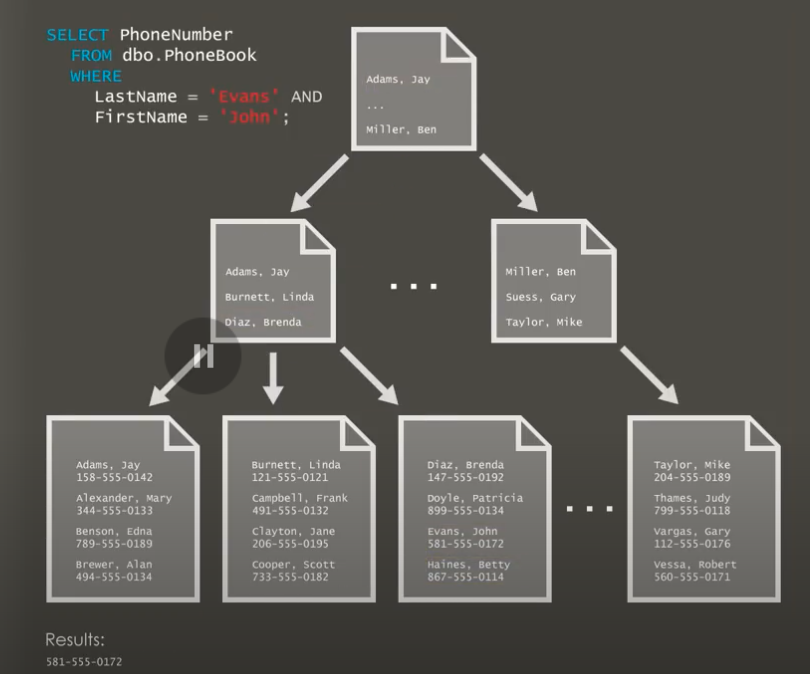 SELECT PhoneNumber
FROM dbo.PhoneBook
WHERE
LastName = 'Evans' AND
FirstName = 'John';
Adams, Jay
...
Miller, Ben
Adams, Jay
Burnett, Linda
Diaz, Brenda
...
Miller, Ben
Suess, Gary
Taylor, Mike
Adams, Jay
158-555-0142
Alexander, Mary
344-555-0133
Benson, Edna
789-555-0189
Brewer, Alan
494-555-0134
Burnett, Linda
121-555-0121
Campbell, Frank
491-555-0132
Clayton, Jane
206-555-0195
Cooper, Scott
733-555-0182
Diaz, Brenda
147-555-0192
Doyle, Patricia
899-555-0134
Evans, John
581-555-0172
Haines, Betty
867-555-0114
...
Taylor, Mike
204-555-0189
Thames, Judy
799-555-0118
Vargas, Gary
112-555-0176
Vessa, Robert
560-555-0171
Results:
581-555-0172